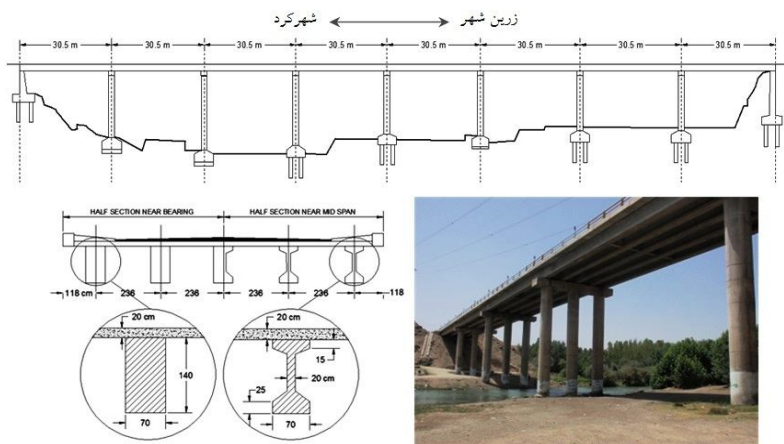 زرین شهر شهرکرد
30.5 m 30.5 m 30.5 m 30.5 m 30.5 m 30.5 m 30.5 m 30.5 m
HALF SECTION NEAR BEARING HALF SECTION NEAR MID SPAN
118 cm 236 236 236 236 118
20 cm 20 cm
15
140 20 cm
25
70 70